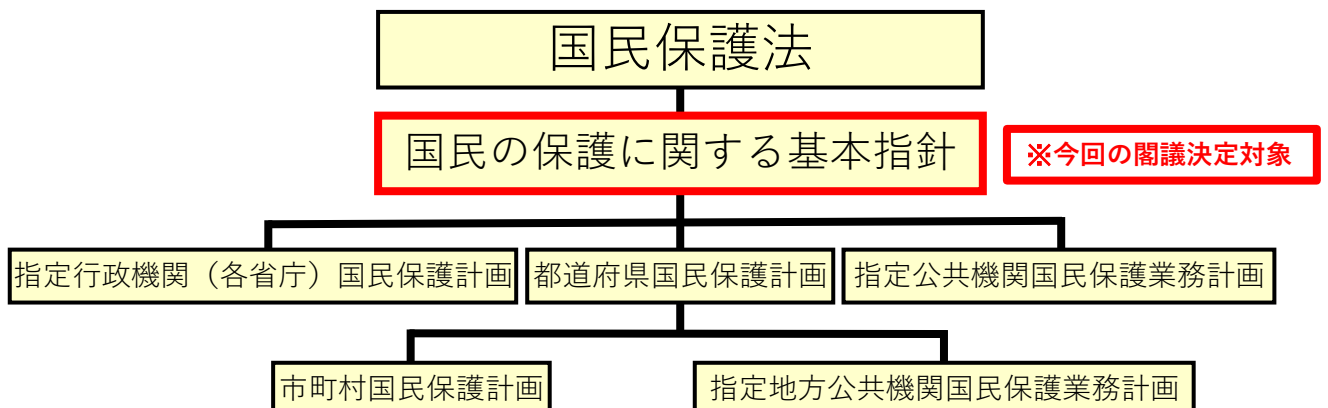 国民保護法
国民の保護に関する基本指針
※今回の閣議決定対象
指定行政機関（各省庁）国民保護計画
都道府県国民保護計画
指定公共機関国民保護業務計画
市町村国民保護計画
指定地方公共機関国民保護業務計画